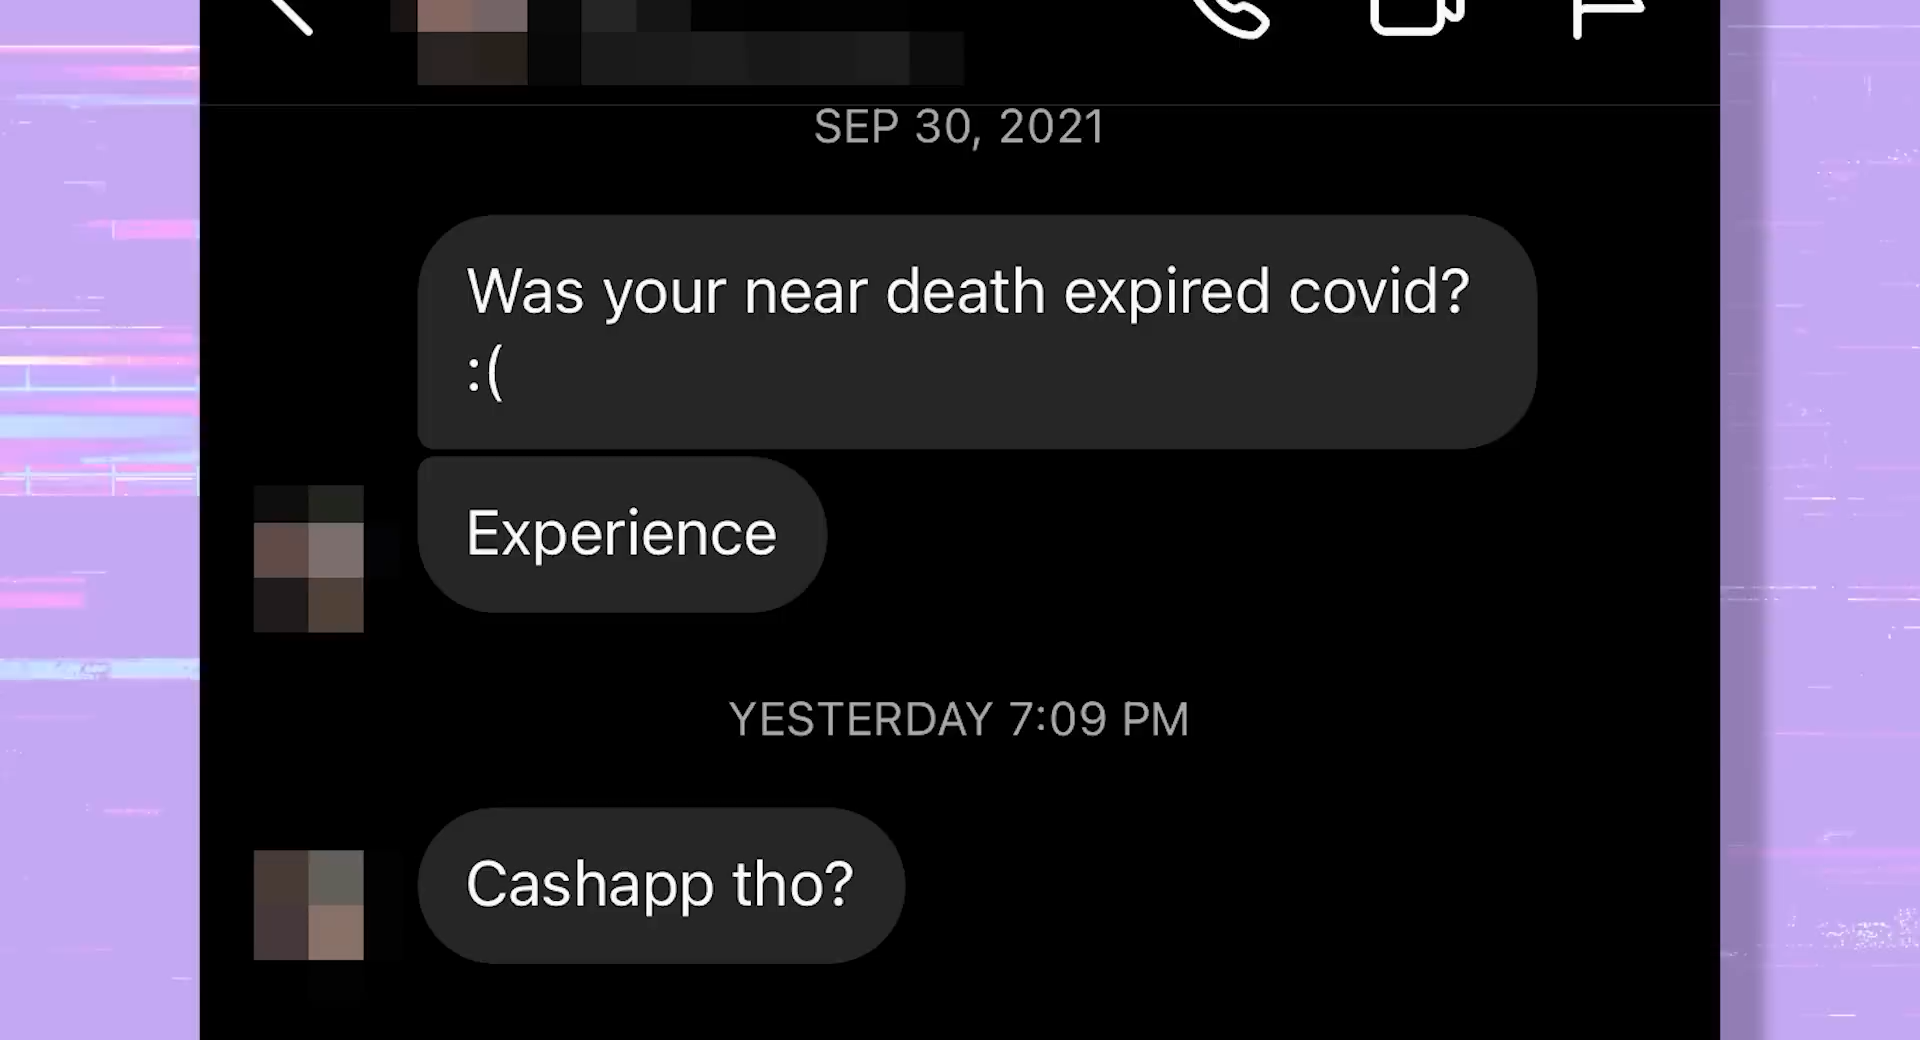 SEP 30, 2021
Was your near death expired covid?
:(
Experience
YESTERDAY 7:09 PM
Cashapp tho?